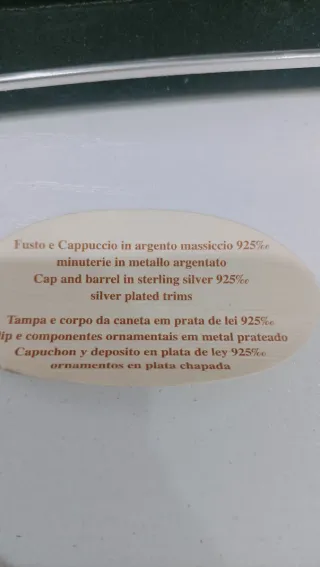 Fusto e Cappuccio in argento massiccio 925‰
minuterie in metallo argentato
Cap and barrel in sterling silver 925‰
silver plated trims
Tampa e corpo da caneta em prata de lei 925‰
lip e componentes ornamentais em metal prateado
Capuchon y deposito en plata de ley 925‰
ornamentos en plata chapada